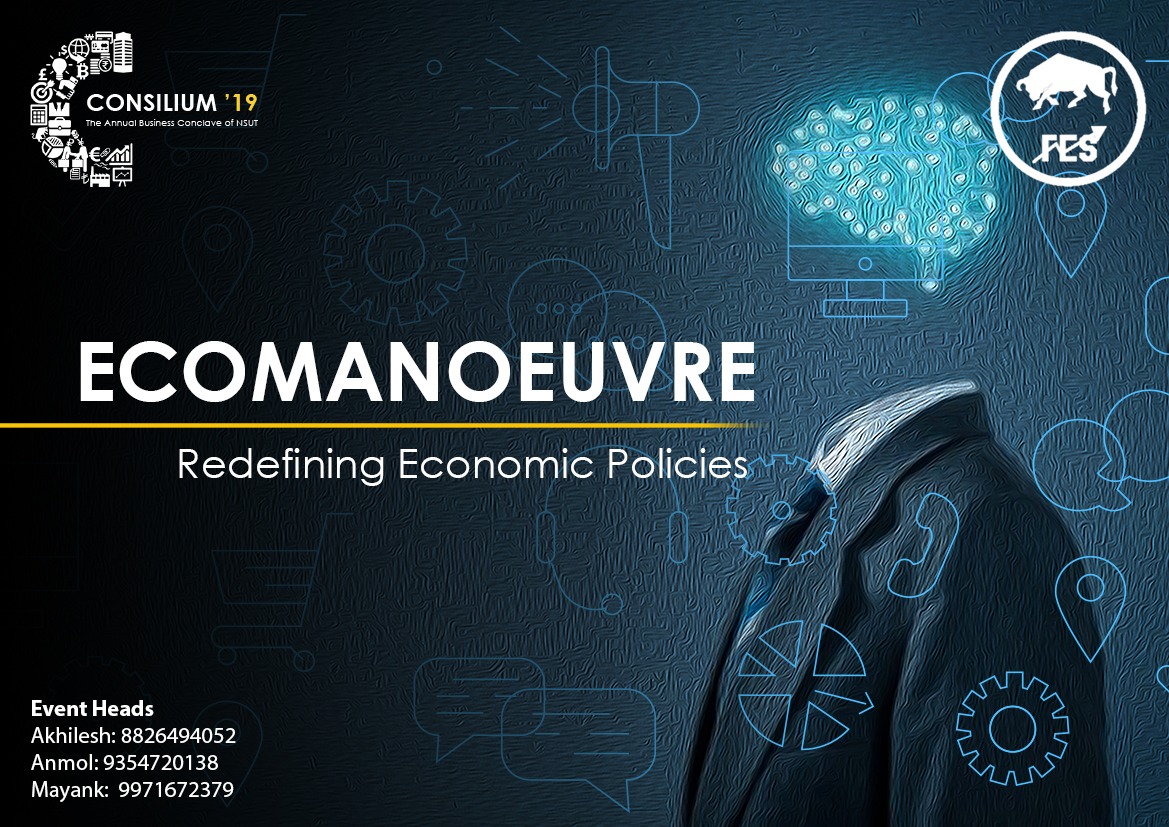 CONSILIUM '19
The Annual Business Conclave of NSUT
FES
ECOMANOEUVRE
Redefining Economic Policies
Event Heads
Akhilesh: 8826494052
Anmol: 9354720138
Mayank: 9971672379